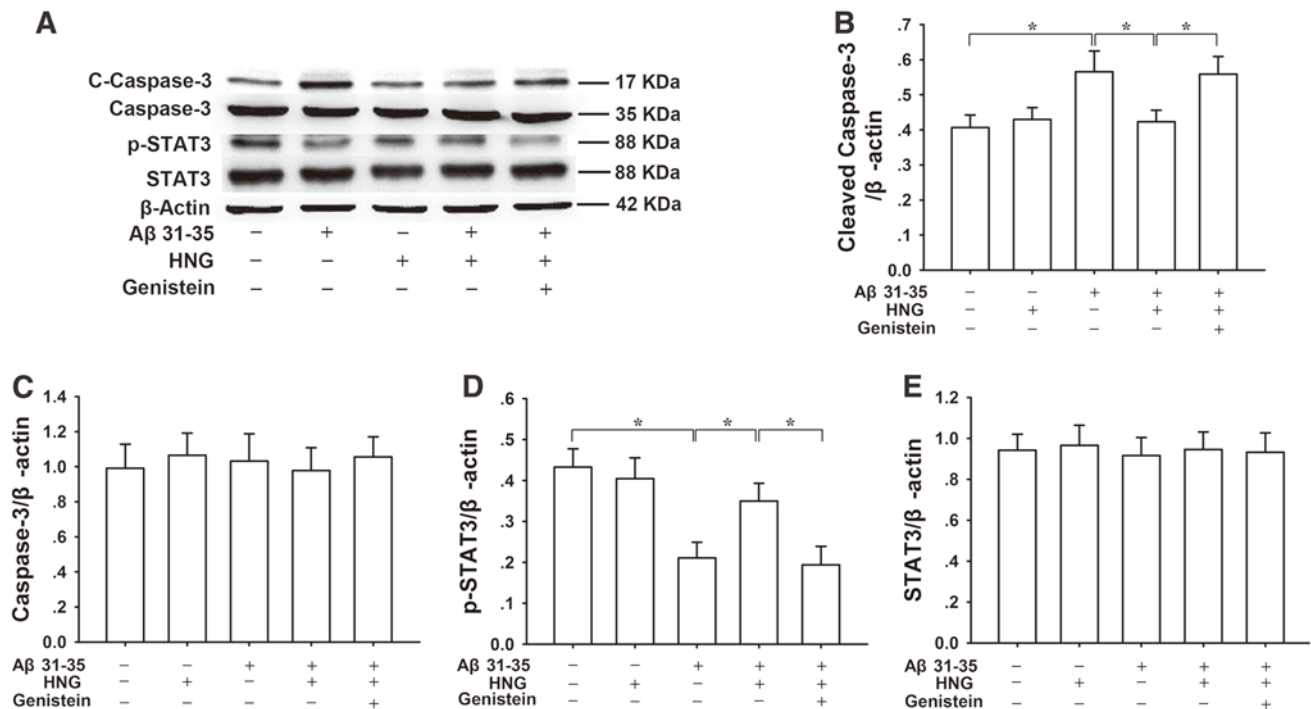 A
C-Caspase-3 17 KDa
Caspase-3 35 KDa
p-STAT3 88 KDa
STAT3 88 KDa
β-Actin 42 KDa
Aβ 31-35 − + − + +
HNG − − + + +
Genistein − − − − +
B
Cleaved Caspase-3
/β -actin
.7
.6
.5
.4
.3
.2
.1
0.0
* * *
Aβ 31-35 − − + + +
HNG − + − + +
Genistein − − − − +
C
Caspase-3/β -actin
1.4
1.2
1.0
.8
.6
.4
.2
0.0
Aβ 31-35 − − + + +
HNG − + − + +
Genistein − − − − +
D
p-STAT3/β -actin
.6
.5
.4
.3
.2
.1
0.0
* * *
Aβ 31-35 − − + + +
HNG − + − + +
Genistein − − − − +
E
STAT3/β -actin
1.2
1.0
.8
.6
.4
.2
0.0
Aβ 31-35 − − + + +
HNG − + − + +
Genistein − − − − +